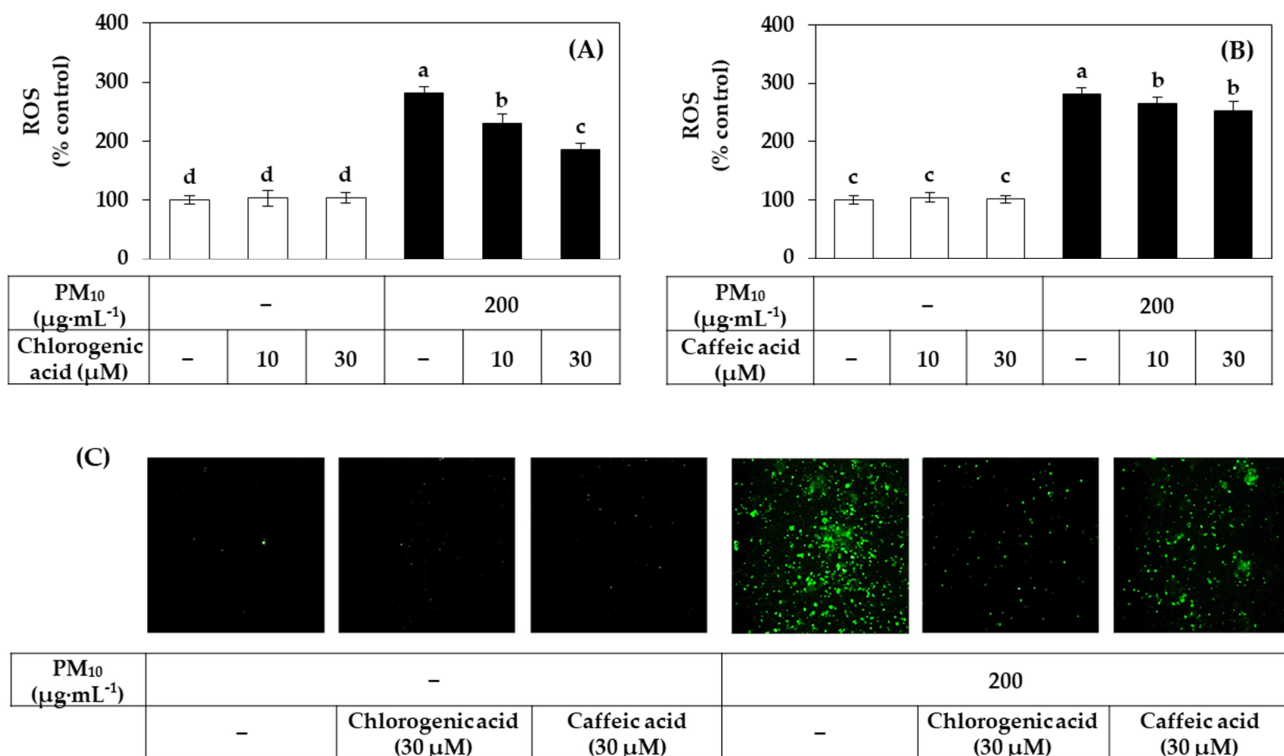 (A)
400
300
200
100
0
ROS
(% control)
d
d
d
a
b
c
PM₁₀
(µg·mL⁻¹)
–
200
Chlorogenic
acid (µM)
– 10 30 – 10 30
(B)
400
300
200
100
0
ROS
(% control)
c
c
c
a
b
b
PM₁₀
(µg·mL⁻¹)
–
200
Caffeic acid
(µM)
– 10 30 – 10 30
(C)
PM₁₀
(µg·mL⁻¹)
–
200
–
Chlorogenic acid
(30 µM)
Caffeic acid
(30 µM)
–
Chlorogenic acid
(30 µM)
Caffeic acid
(30 µM)